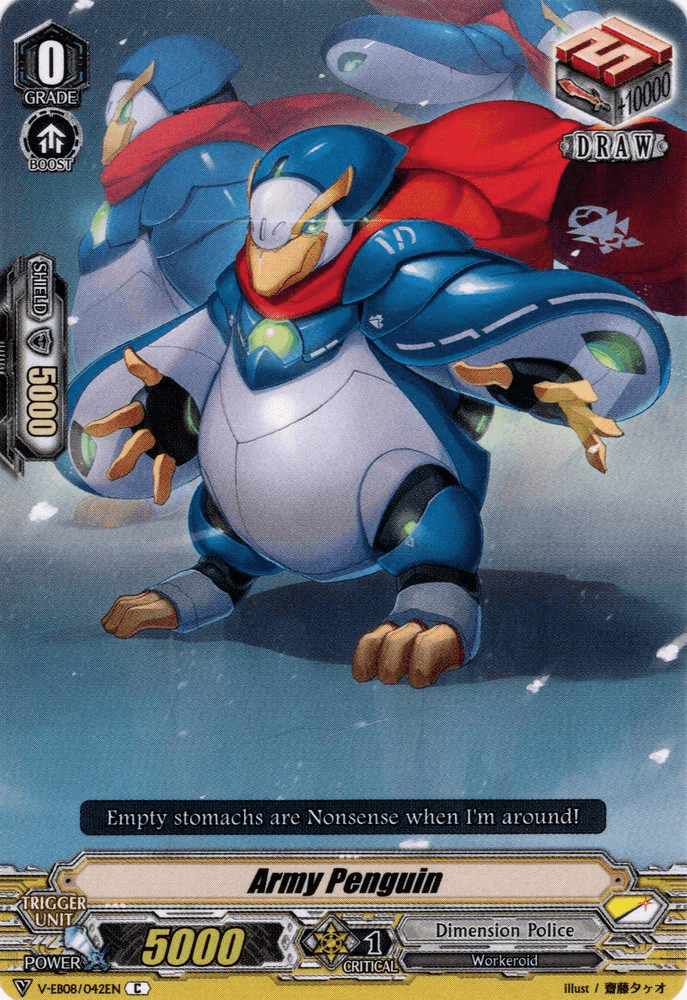 0
GRADE
BOOST
+10000
DRAW
SHIELD
5000
15
Empty stomachs are Nonsense when I'm around!
Army Penguin
TRIGGER
UNIT
POWER
5000
1
CRITICAL
Dimension Police
Workeroid
V-EB08/042EN C
illust / 齋藤タケオ